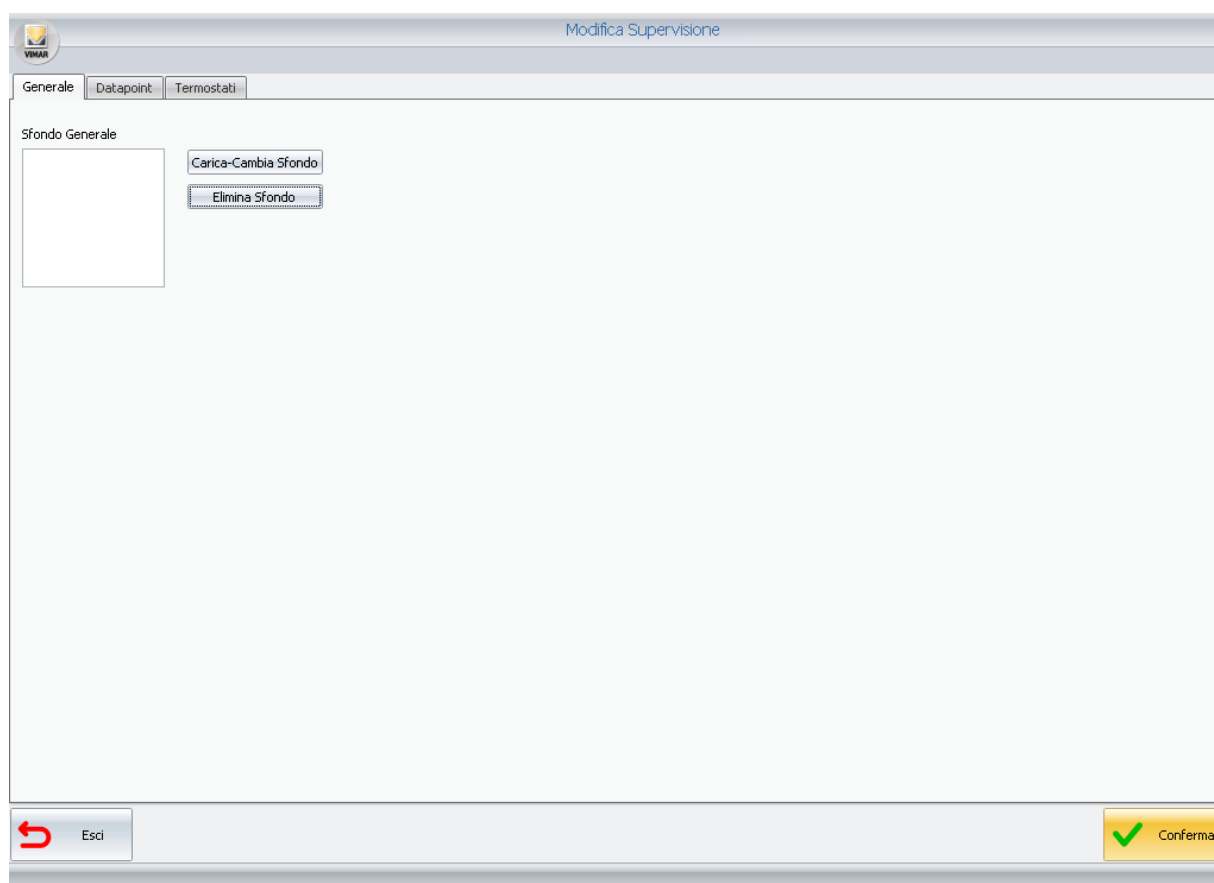 Modifica Supervisione
VIMAR
Generale Datapoint Termostati
Sfondo Generale
Carica-Cambia Sfondo
Elimina Sfondo
Esci
Conferma